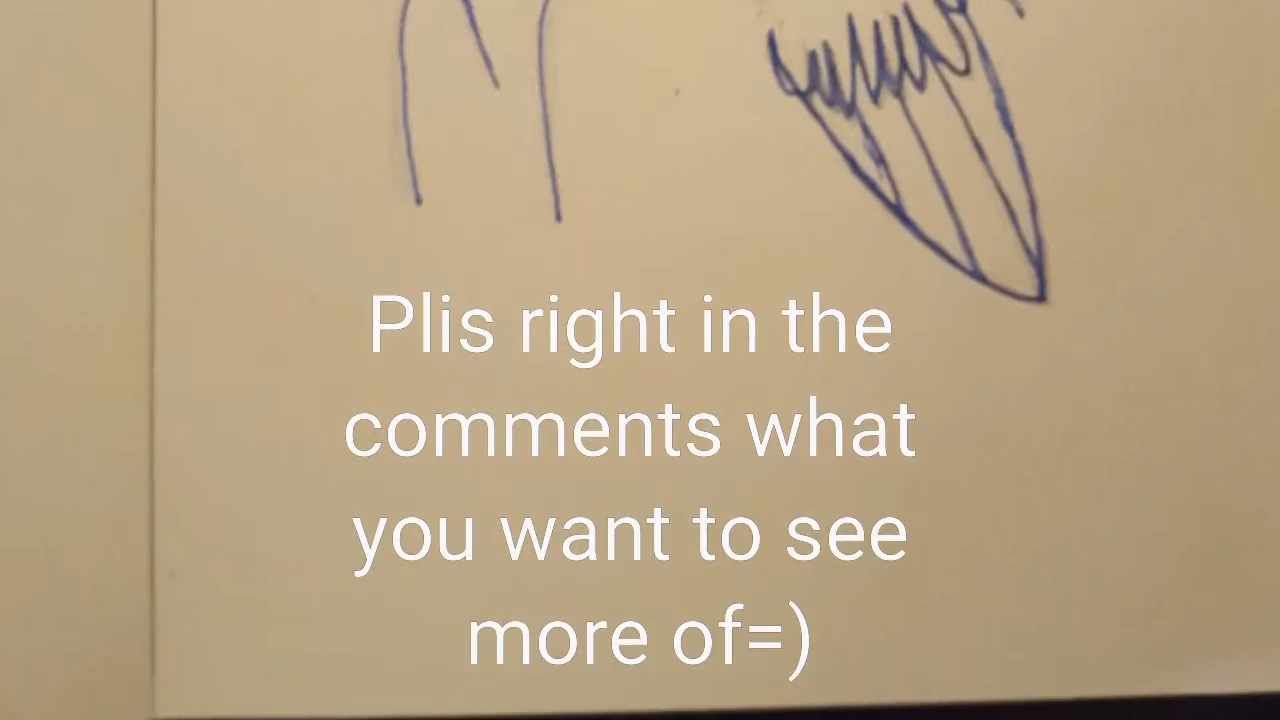 Plis right in the
comments what
you want to see
more of=)